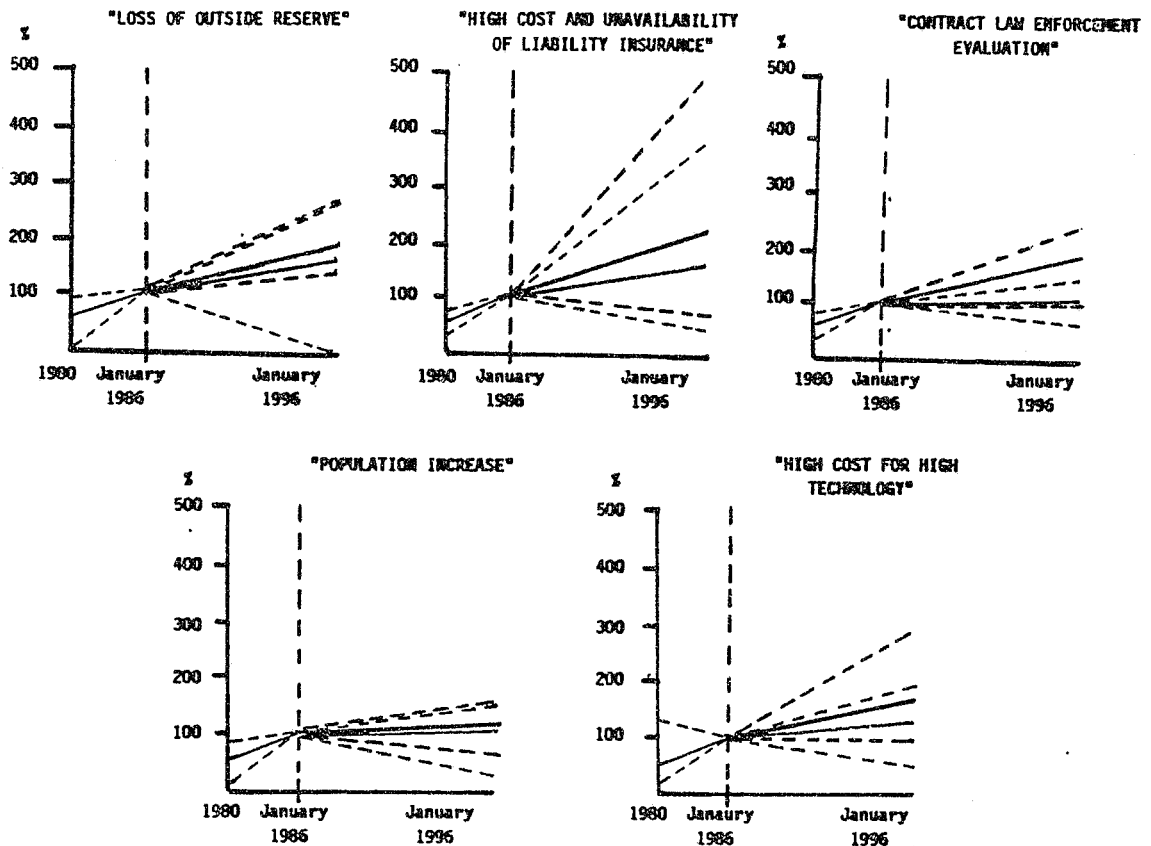 "LOSS OF OUTSIDE RESERVE"
%
500
400
300
200
100
1980 January
1986
January
1996
"HIGH COST AND UNAVAILABILITY
OF LIABILITY INSURANCE"
500
400
300
200
100
1980 January
1986
January
1996
"CONTRACT LAW ENFORCEMENT
EVALUATION"
%
500
400
300
200
100
1980 January
1986
January
1996
"POPULATION INCREASE"
%
500
400
300
200
100
1980 January
1986
January
1996
"HIGH COST FOR HIGH
TECHNOLOGY"
%
500
400
300
200
100
1980 Janaury
1986
January
1996